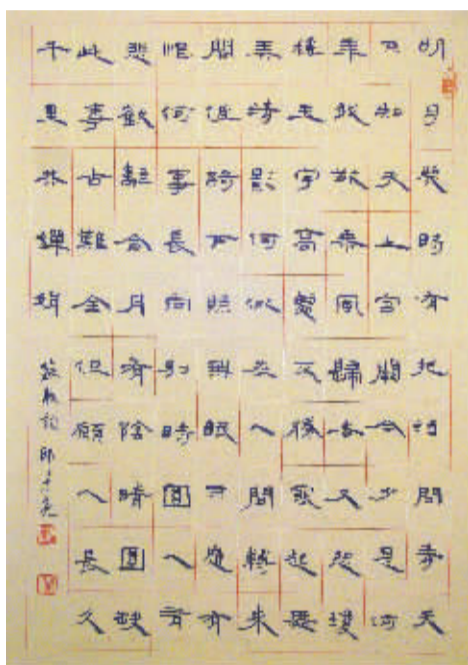 明月幾時有把酒問青天
不知天上宮闕今夕是何
年我欲乘風歸去又恐瓊
樓玉宇高處不勝寒起舞
弄清影何似在人間轉朱
閣低綺戶照無眠不應有
恨何事長向別時圓人有
悲歡離合月有陰晴圓缺
此事古難全但願人長久
千里共嬋娟
蘇軾詞